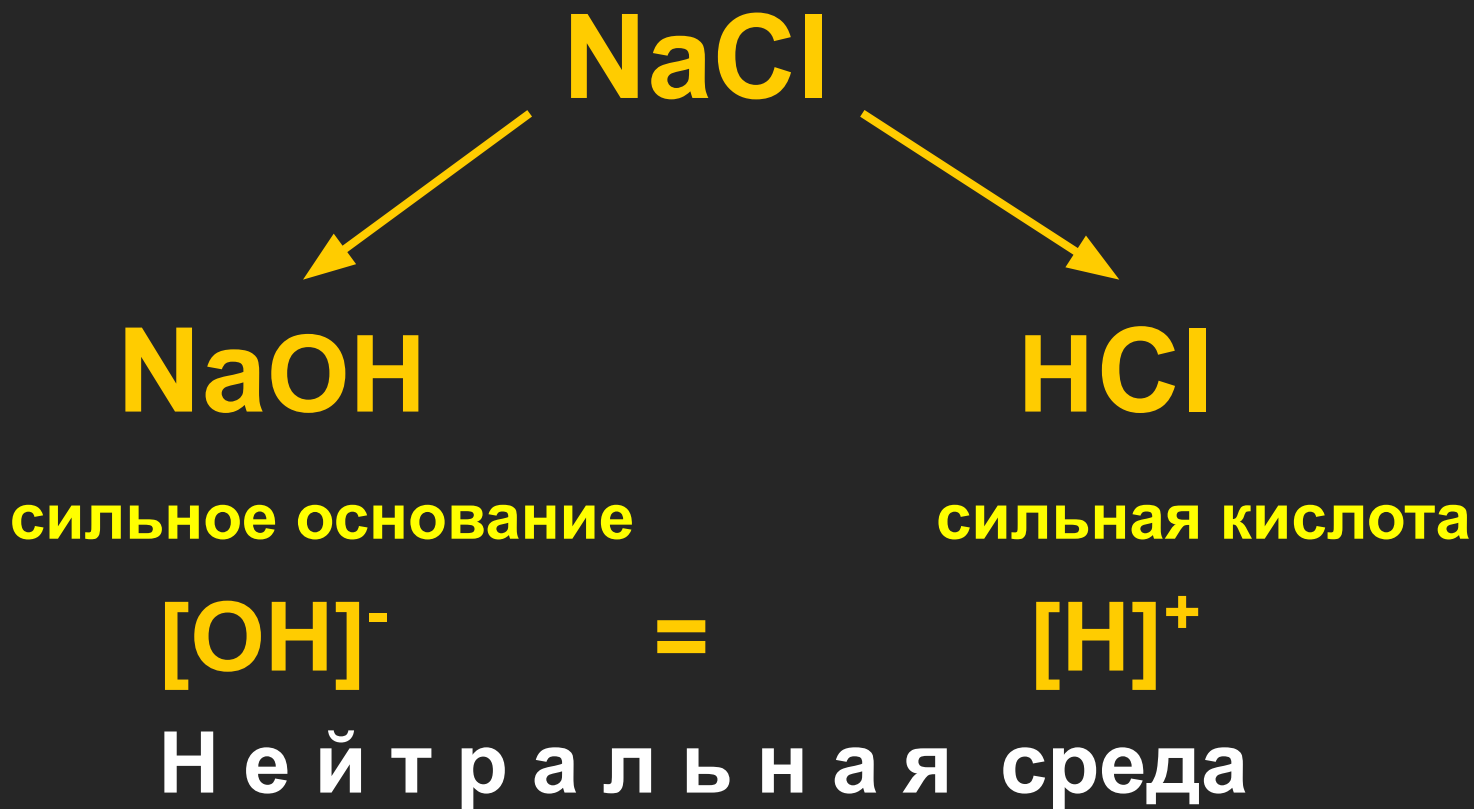 NaCl
NaOH HCl
сильное основание сильная кислота
[OH]⁻ = [H]⁺
Н е й т р а л ь н а я среда